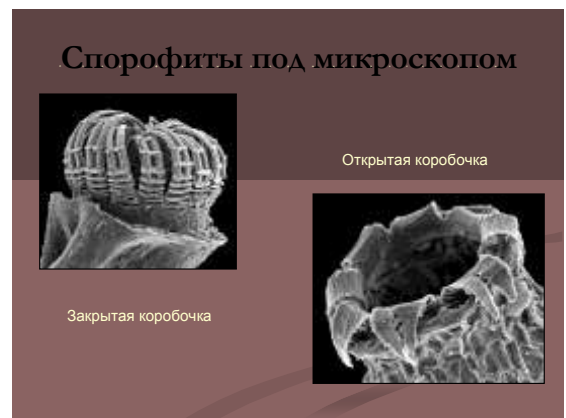 Спорофиты под микроскопом
Открытая коробочка
Закрытая коробочка